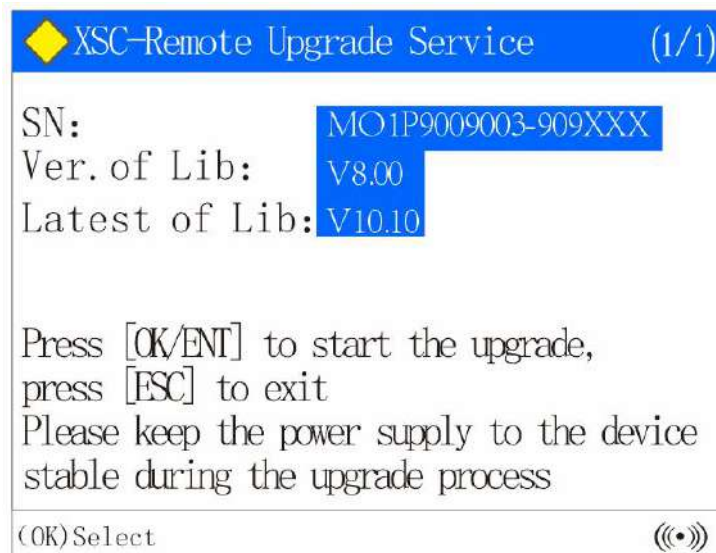 XSC-Remote Upgrade Service (1/1)
SN: MO1P9009003-909XXX
Ver.of Lib: V8.00
Latest of Lib: V10.10
Press [OK/ENT] to start the upgrade,
press [ESC] to exit
Please keep the power supply to the device
stable during the upgrade process
(OK)Select